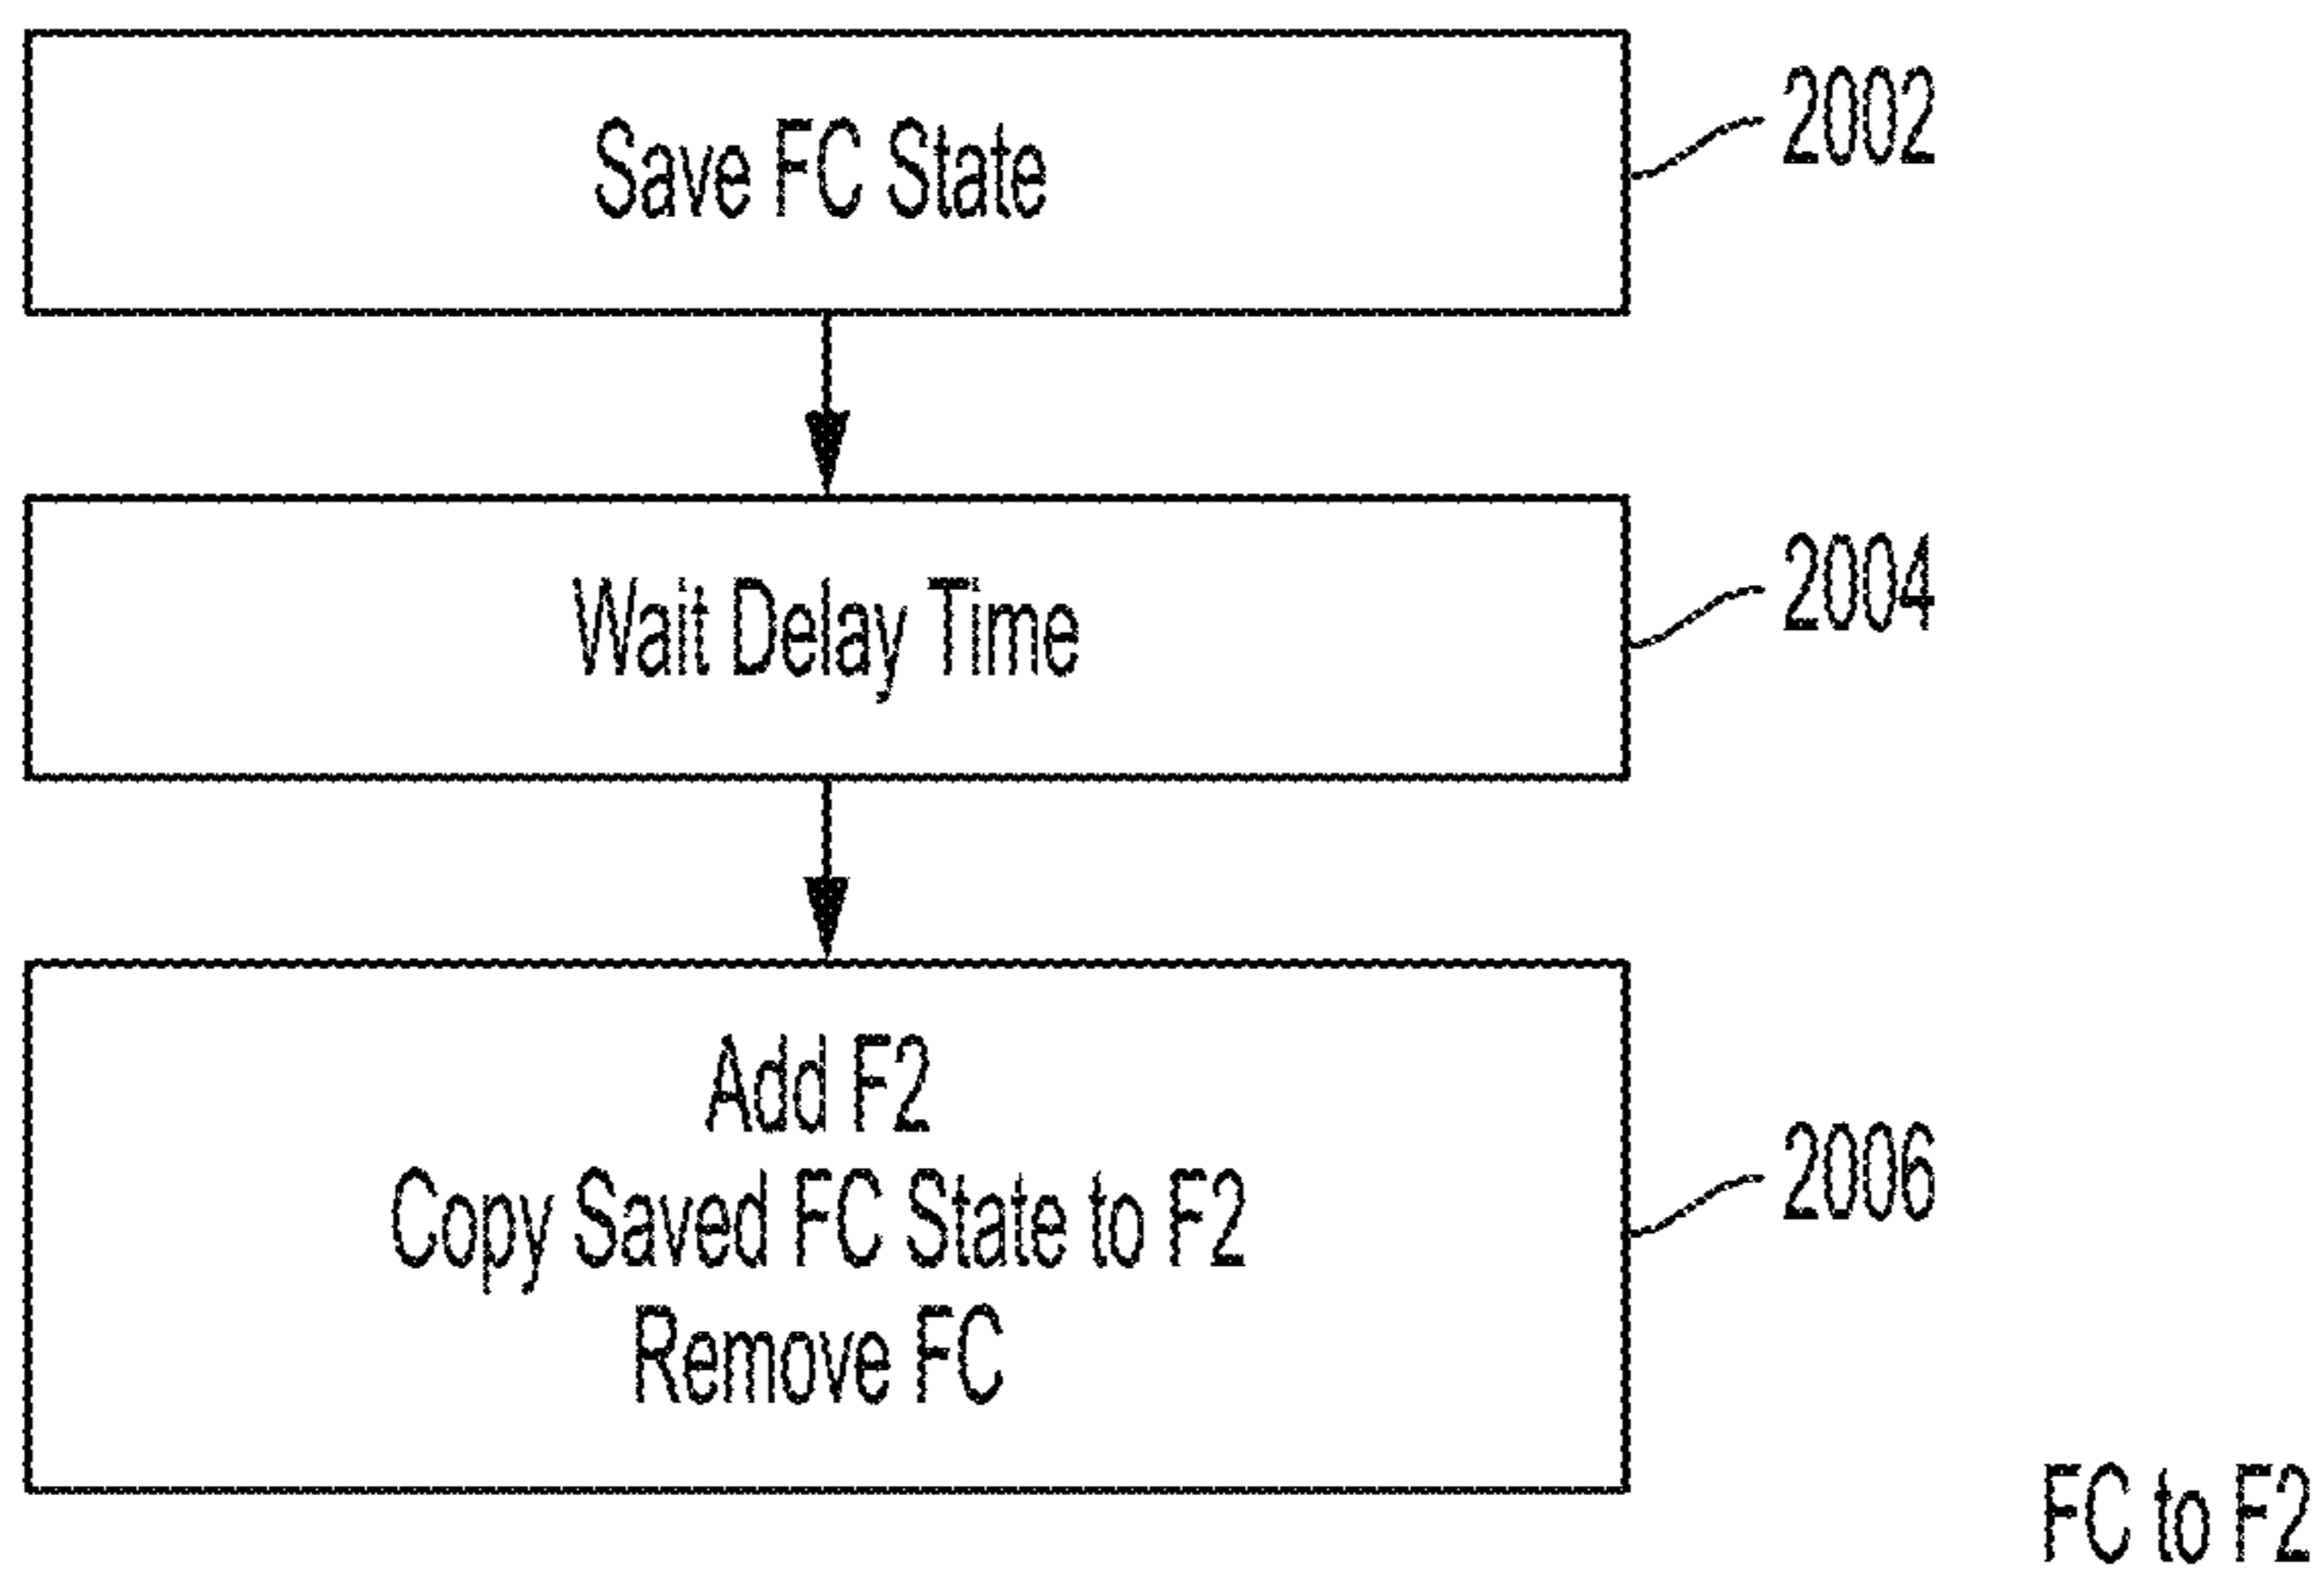 Save FC State
2002
Wait Delay Time
2004
Add F2
Copy Saved FC State to F2
Remove FC
2006
FC to F2